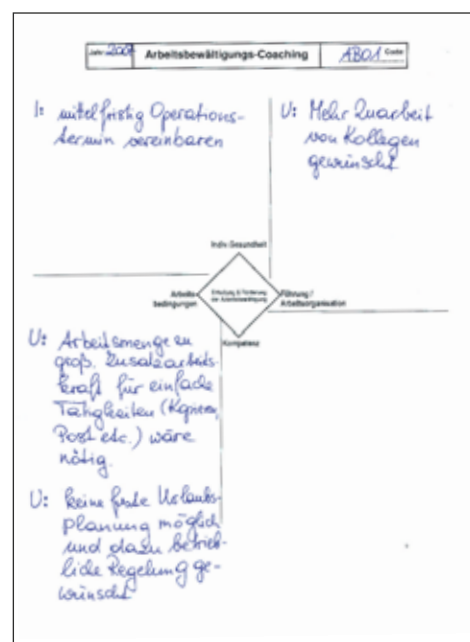 Jahr 2007 Arbeitsbewältigungs-Coaching AB01 Code
I: mittelfristig Operations-
termin vereinbaren
U: Mehr Zuarbeit
von Kollegen
gewünscht
Indiv. Gesundheit
Arbeits-
bedingungen
Erhaltung & Förderung
der Arbeitsbewältigung
Führung /
Arbeitsorganisation
Kompetenz
U: Arbeitsmenge zu
groß. Zusatzarbeits-
kraft für einfache
Tätigkeiten (Kopieren,
Post etc.) wäre
nötig.
U: keine feste Urlaubs-
planung möglich
und dazu betrieb-
liche Regelung ge-
wünscht